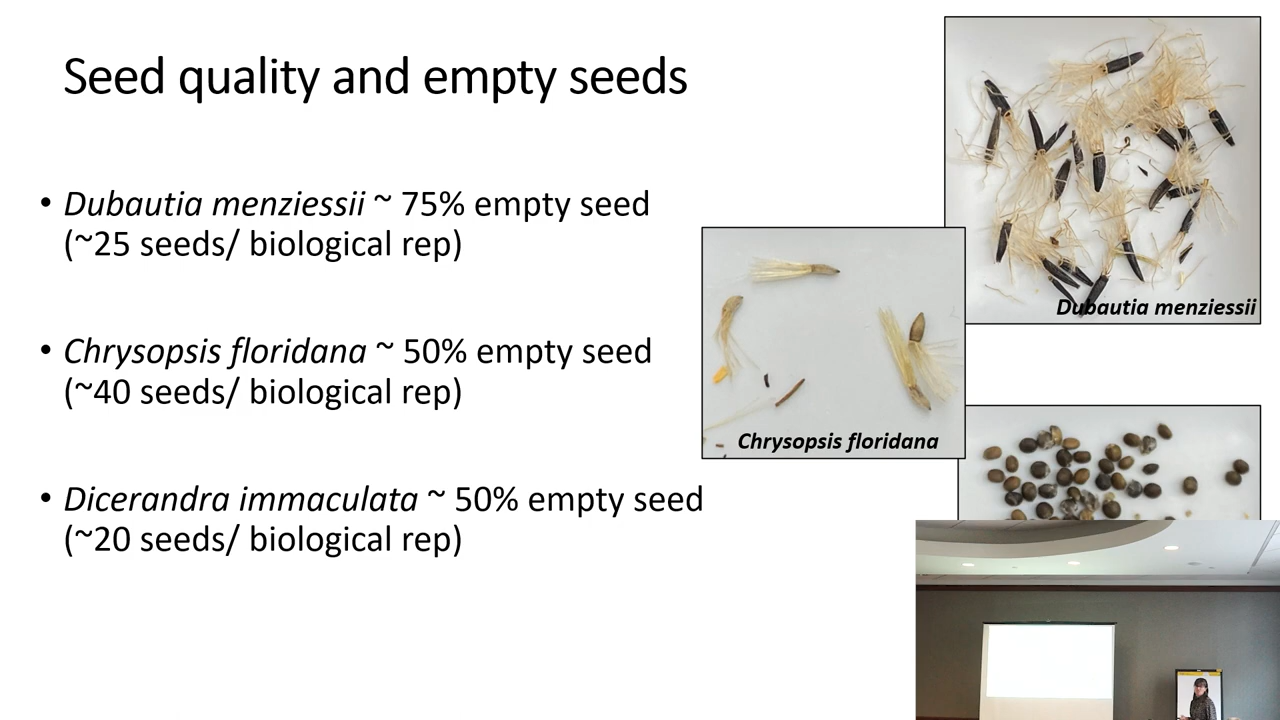 Seed quality and empty seeds
• Dubautia menziessii ~ 75% empty seed
(~25 seeds/ biological rep)
• Chrysopsis floridana ~ 50% empty seed
(~40 seeds/ biological rep)
• Dicerandra immaculata ~ 50% empty seed
(~20 seeds/ biological rep)
Dubautia menziessii
Chrysopsis floridana